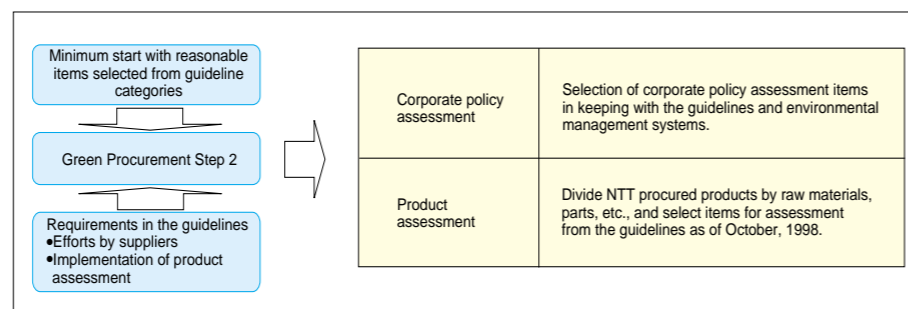 Minimum start with reasonable
items selected from guideline
categories
Green Procurement Step 2
Requirements in the guidelines
•Efforts by suppliers
•Implementation of product
assessment
Corporate policy
assessment
Selection of corporate policy assessment items
in keeping with the guidelines and environmental
management systems.
Product
assessment
Divide NTT procured products by raw materials,
parts, etc., and select items for assessment
from the guidelines as of October, 1998.